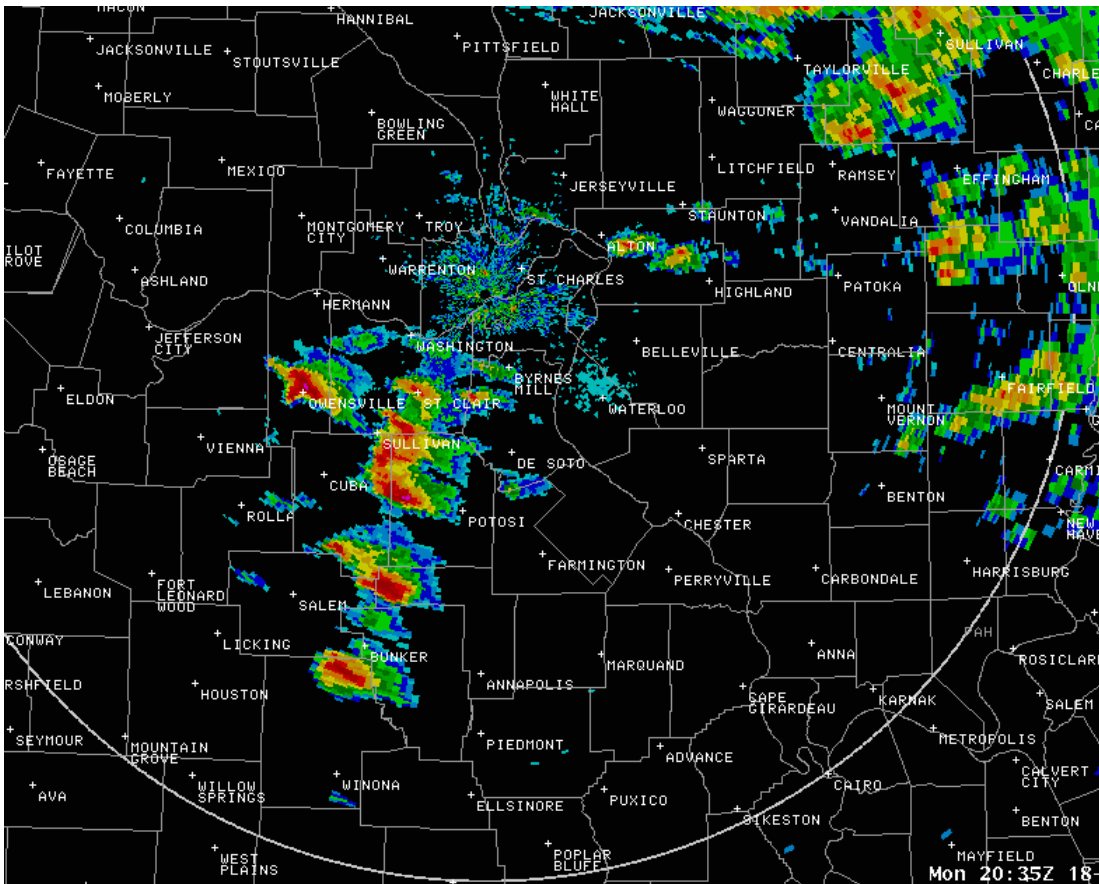 MACON
HANNIBAL
JACKSONVILLE
JACKSONVILLE
STOUTSVILLE
PITTSFIELD
SULLIVAN
TAYLORVILLE
CHARLE
MOBERLY
WHITE
HALL
WAGGONER
BOWLING
GREEN
CA
FAYETTE
MEXICO
JERSEYVILLE
LITCHFIELD
RAMSEY
EFFINGHAM
COLUMBIA
MONTGOMERY
CITY
TROY
STAUNTON
VANDALIA
ILOT
ROVE
ALTON
ASHLAND
WARRENTON
ST CHARLES
HIGHLAND
PATOKA
OLNE
HERMANN
JEFFERSON
CITY
WASHINGTON
BELLEVILLE
CENTRALIA
ELDON
OWENSVILLE
ST CLAIR
BYRNES
MILL
WATERLOO
MOUNT
VERNON
FAIRFIELD
VIENNA
SULLIVAN
OSAGE
BEACH
DE SOTO
SPARTA
CARMI
CUBA
BENTON
ROLLA
POTOSI
CHESTER
NEW
HAVE
LEBANON
FORT
LEONARD
WOOD
SALEM
FARMINGTON
PERRYVILLE
CARBONDALE
HARRISBURG
CONWAY
LICKING
BUNKER
MARQUAND
ANNA
PAH
ROSICLAR
RSHFIELD
HOUSTON
ANNAPOLIS
CAPE
GIRARDEAU
KARNAK
SALEM
SEYMOUR
MOUNTAIN
GROVE
PIEDMONT
ADVANCE
METROPOLIS
AVA
WILLOW
SPRINGS
WINONA
ELLSINORE
PUXICO
CAIRO
CALVERT
CITY
SIKESTON
BENTON
WEST
PLAINS
POPLAR
BLUFF
MAYFIELD
Mon 20:35Z 18-